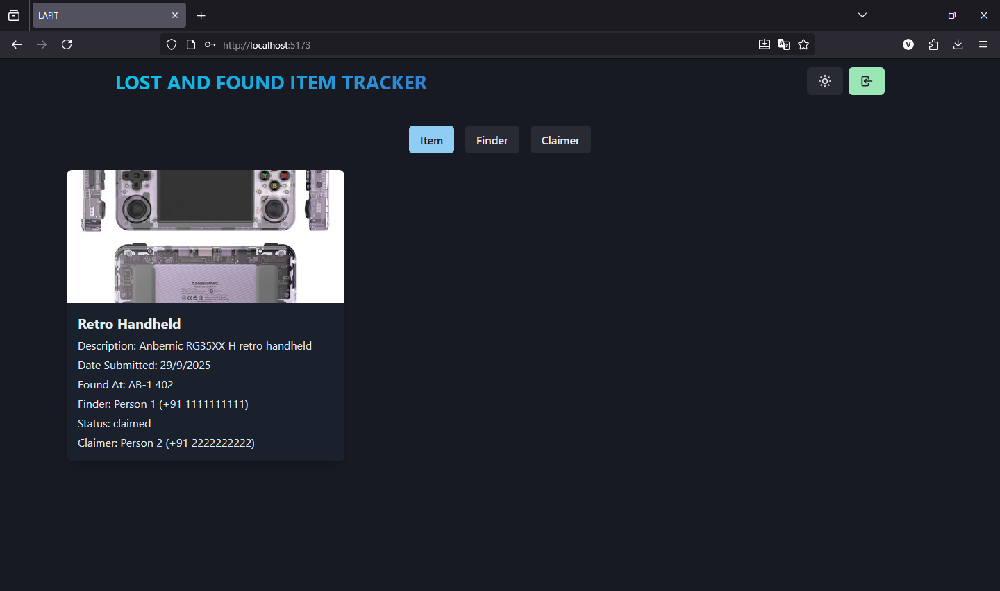 LAFIT
http://localhost:5173
V
LOST AND FOUND ITEM TRACKER
Item
Finder
Claimer
Y
B
ANBERNIC
Retro Handheld
Description: Anbernic RG35XX H retro handheld
Date Submitted: 29/9/2025
Found At: AB-1 402
Finder: Person 1 (+91 1111111111)
Status: claimed
Claimer: Person 2 (+91 2222222222)